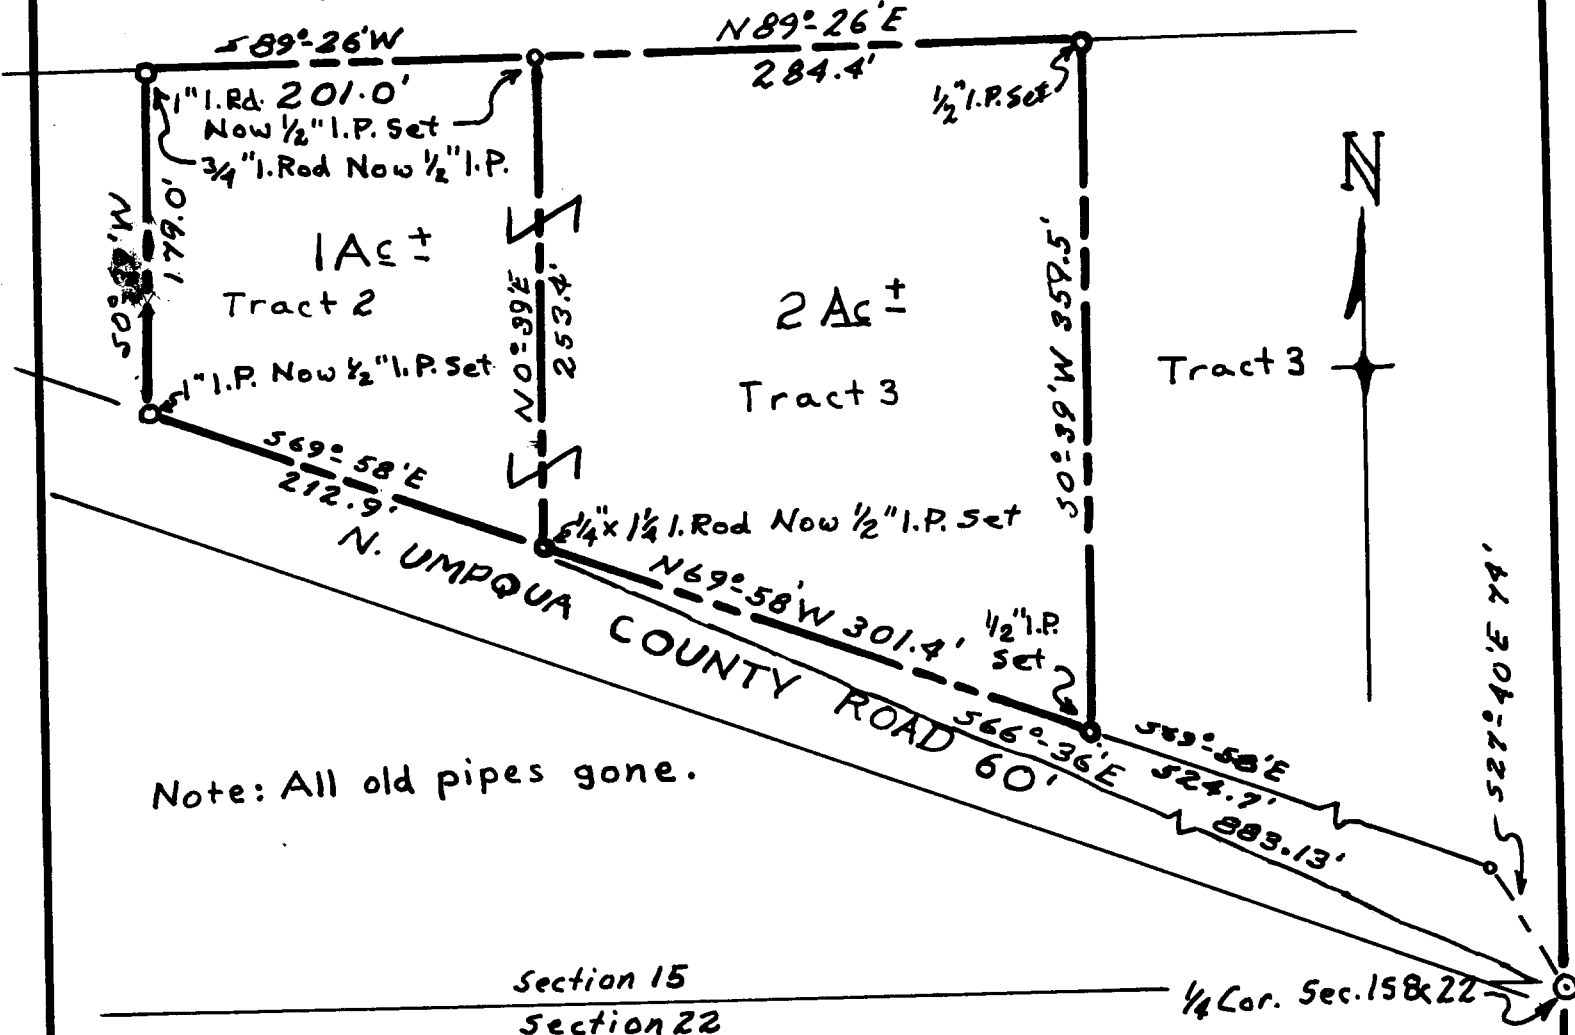 S89°-26'W
201.0'
N89°-26'E
284.4'
1" I.Rd.
Now 1/2" I.P. Set
3/4" I.Rod Now 1/2" I.P.
1/2" I.P. Set
N
179.0'
1 Ac ±
Tract 2
N0°-39'E
253.4'
2 Ac ±
Tract 3
S0°-39'W 359.5'
Tract 3
1" I.P. Now 1/2" I.P. Set
S69°-58'E
212.9'
1/4" x 1 1/4 I.Rod Now 1/2" I.P. Set
N69°-58'W 301.4'
1/2" I.P.
Set
N. UMPQUA COUNTY ROAD 60'
S66°-36'E
883.13'
S69°-58'E
524.7'
S27°-40'E 74'
Note: All old pipes gone.
Section 15
Section 22
1/4 Cor. Sec. 15 & 22